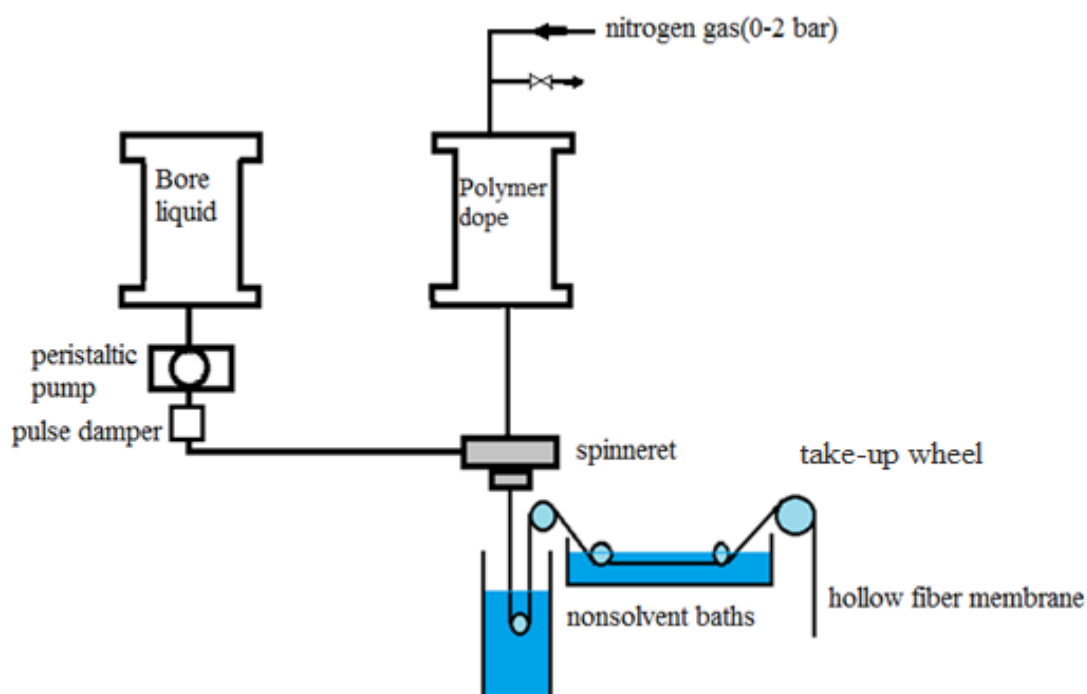 nitrogen gas(0-2 bar)
Bore
liquid
Polymer
dope
peristaltic
pump
pulse damper
spinneret
take-up wheel
nonsolvent baths
hollow fiber membrane